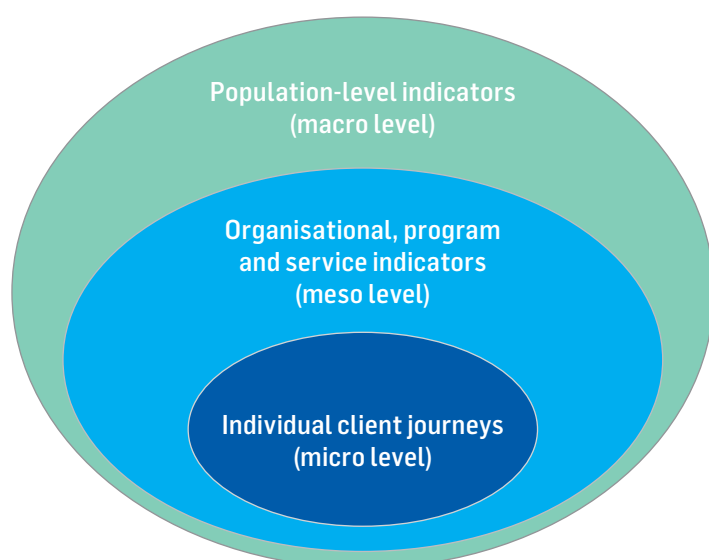 Population-level indicators
(macro level)
Organisational, program
and service indicators
(meso level)
Individual client journeys
(micro level)